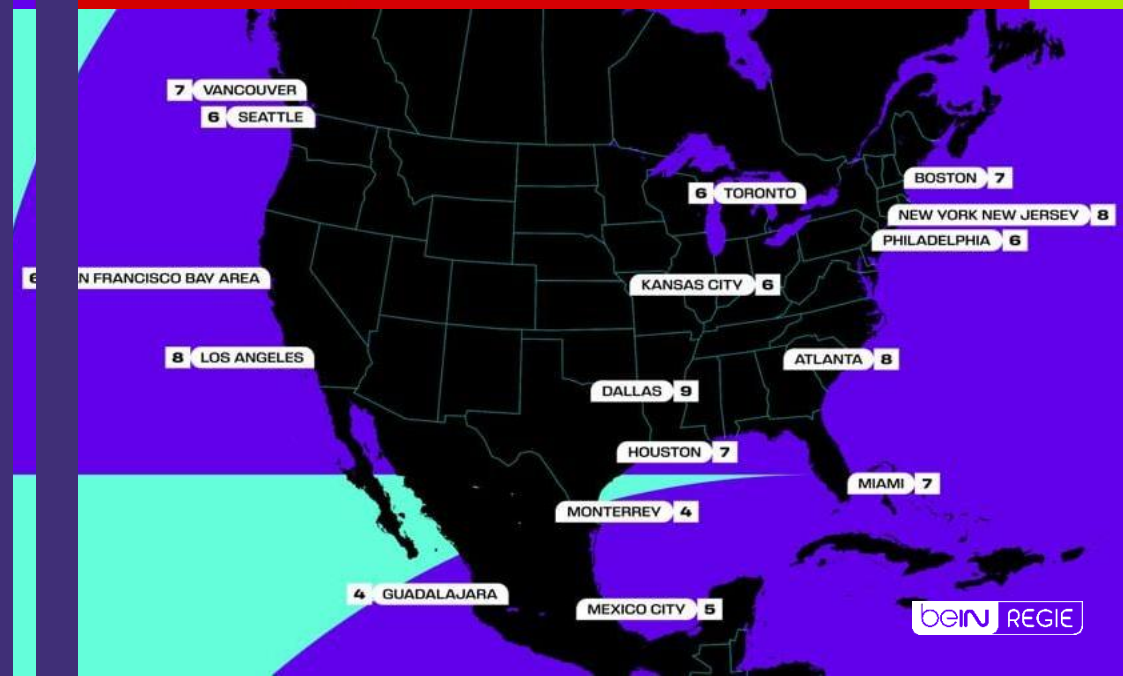 7 VANCOUVER
6 SEATTLE
BOSTON 7
6 TORONTO
NEW YORK NEW JERSEY 8
PHILADELPHIA 6
6 N FRANCISCO BAY AREA
KANSAS CITY 6
8 LOS ANGELES
ATLANTA 8
DALLAS 9
HOUSTON 7
MIAMI 7
MONTERREY 4
4 GUADALAJARA
MEXICO CITY 5
beIN REGIE